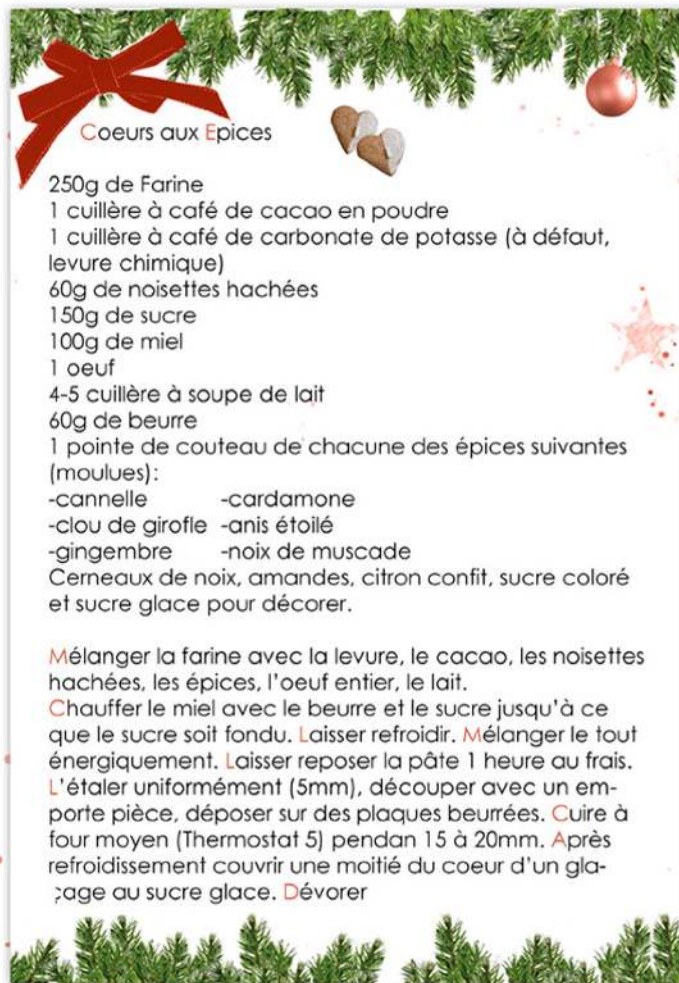 Coeurs aux Epices
250g de Farine
1 cuillère à café de cacao en poudre
1 cuillère à café de carbonate de potasse (à défaut,
levure chimique)
60g de noisettes hachées
150g de sucre
100g de miel
1 oeuf
4-5 cuillère à soupe de lait
60g de beurre
1 pointe de couteau de chacune des épices suivantes
(moulues):
-cannelle -cardamone
-clou de girofle -anis étoilé
-gingembre -noix de muscade
Cerneaux de noix, amandes, citron confit, sucre coloré
et sucre glace pour décorer.
Mélanger la farine avec la levure, le cacao, les noisettes
hachées, les épices, l'oeuf entier, le lait.
Chauffer le miel avec le beurre et le sucre jusqu'à ce
que le sucre soit fondu. Laisser refroidir. Mélanger le tout
énergiquement. Laisser reposer la pâte 1 heure au frais.
L'étaler uniformément (5mm), découper avec un em-
porte pièce, déposer sur des plaques beurrées. Cuire à
four moyen (Thermostat 5) pendan 15 à 20mm. Après
refroidissement couvrir une moitié du coeur d'un gla-
çage au sucre glace. Dévorer